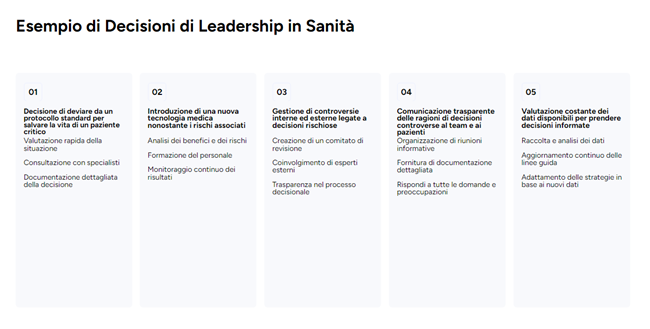 Esempio di Decisioni di Leadership in Sanità
01
Decisione di deviare da un
protocollo standard per
salvare la vita di un paziente
critico
Valutazione rapida della
situazione
Consultazione con specialisti
Documentazione dettagliata
della decisione
02
Introduzione di una nuova
tecnologia medica
nonostante i rischi associati
Analisi dei benefici e dei rischi
Formazione del personale
Monitoraggio continuo dei
risultati
03
Gestione di controversie
interne ed esterne legate a
decisioni rischiose
Creazione di un comitato di
revisione
Coinvolgimento di esperti
esterni
Trasparenza nel processo
decisionale
04
Comunicazione trasparente
delle ragioni di decisioni
controverse al team e ai
pazienti
Organizzazione di riunioni
informative
Fornitura di documentazione
dettagliata
Rispondi a tutte le domande e
preoccupazioni
05
Valutazione costante dei
dati disponibili per prendere
decisioni informate
Raccolta e analisi dei dati
Aggiornamento continuo delle
linee guida
Adattamento delle strategie in
base ai nuovi dati